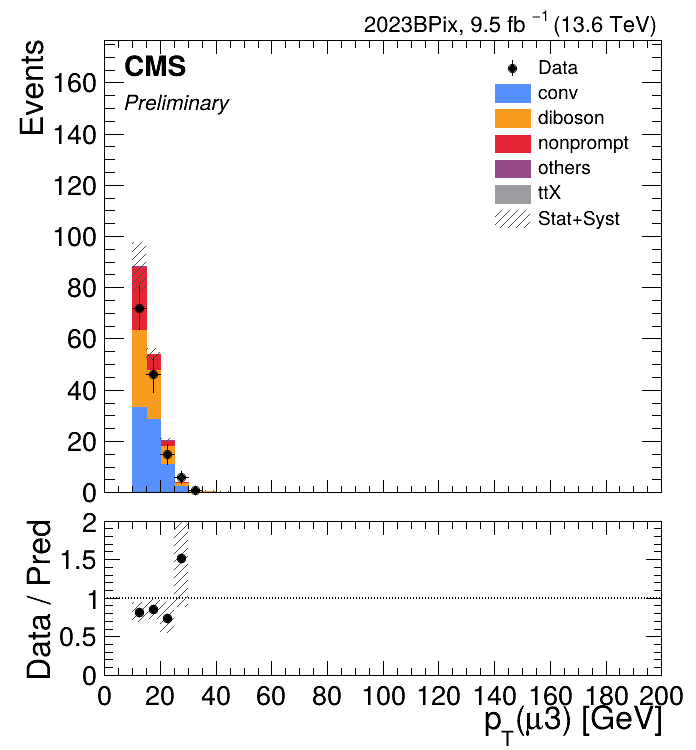 2023BPix, 9.5 fb⁻¹ (13.6 TeV)
Events
CMS
Preliminary
Data
conv
diboson
nonprompt
others
ttX
Stat+Syst
160
140
120
100
80
60
40
20
0
Data / Pred
2
1.5
1
0.5
0
0 20 40 60 80 100 120 140 160 180 200
p_T(μ3) [GeV]